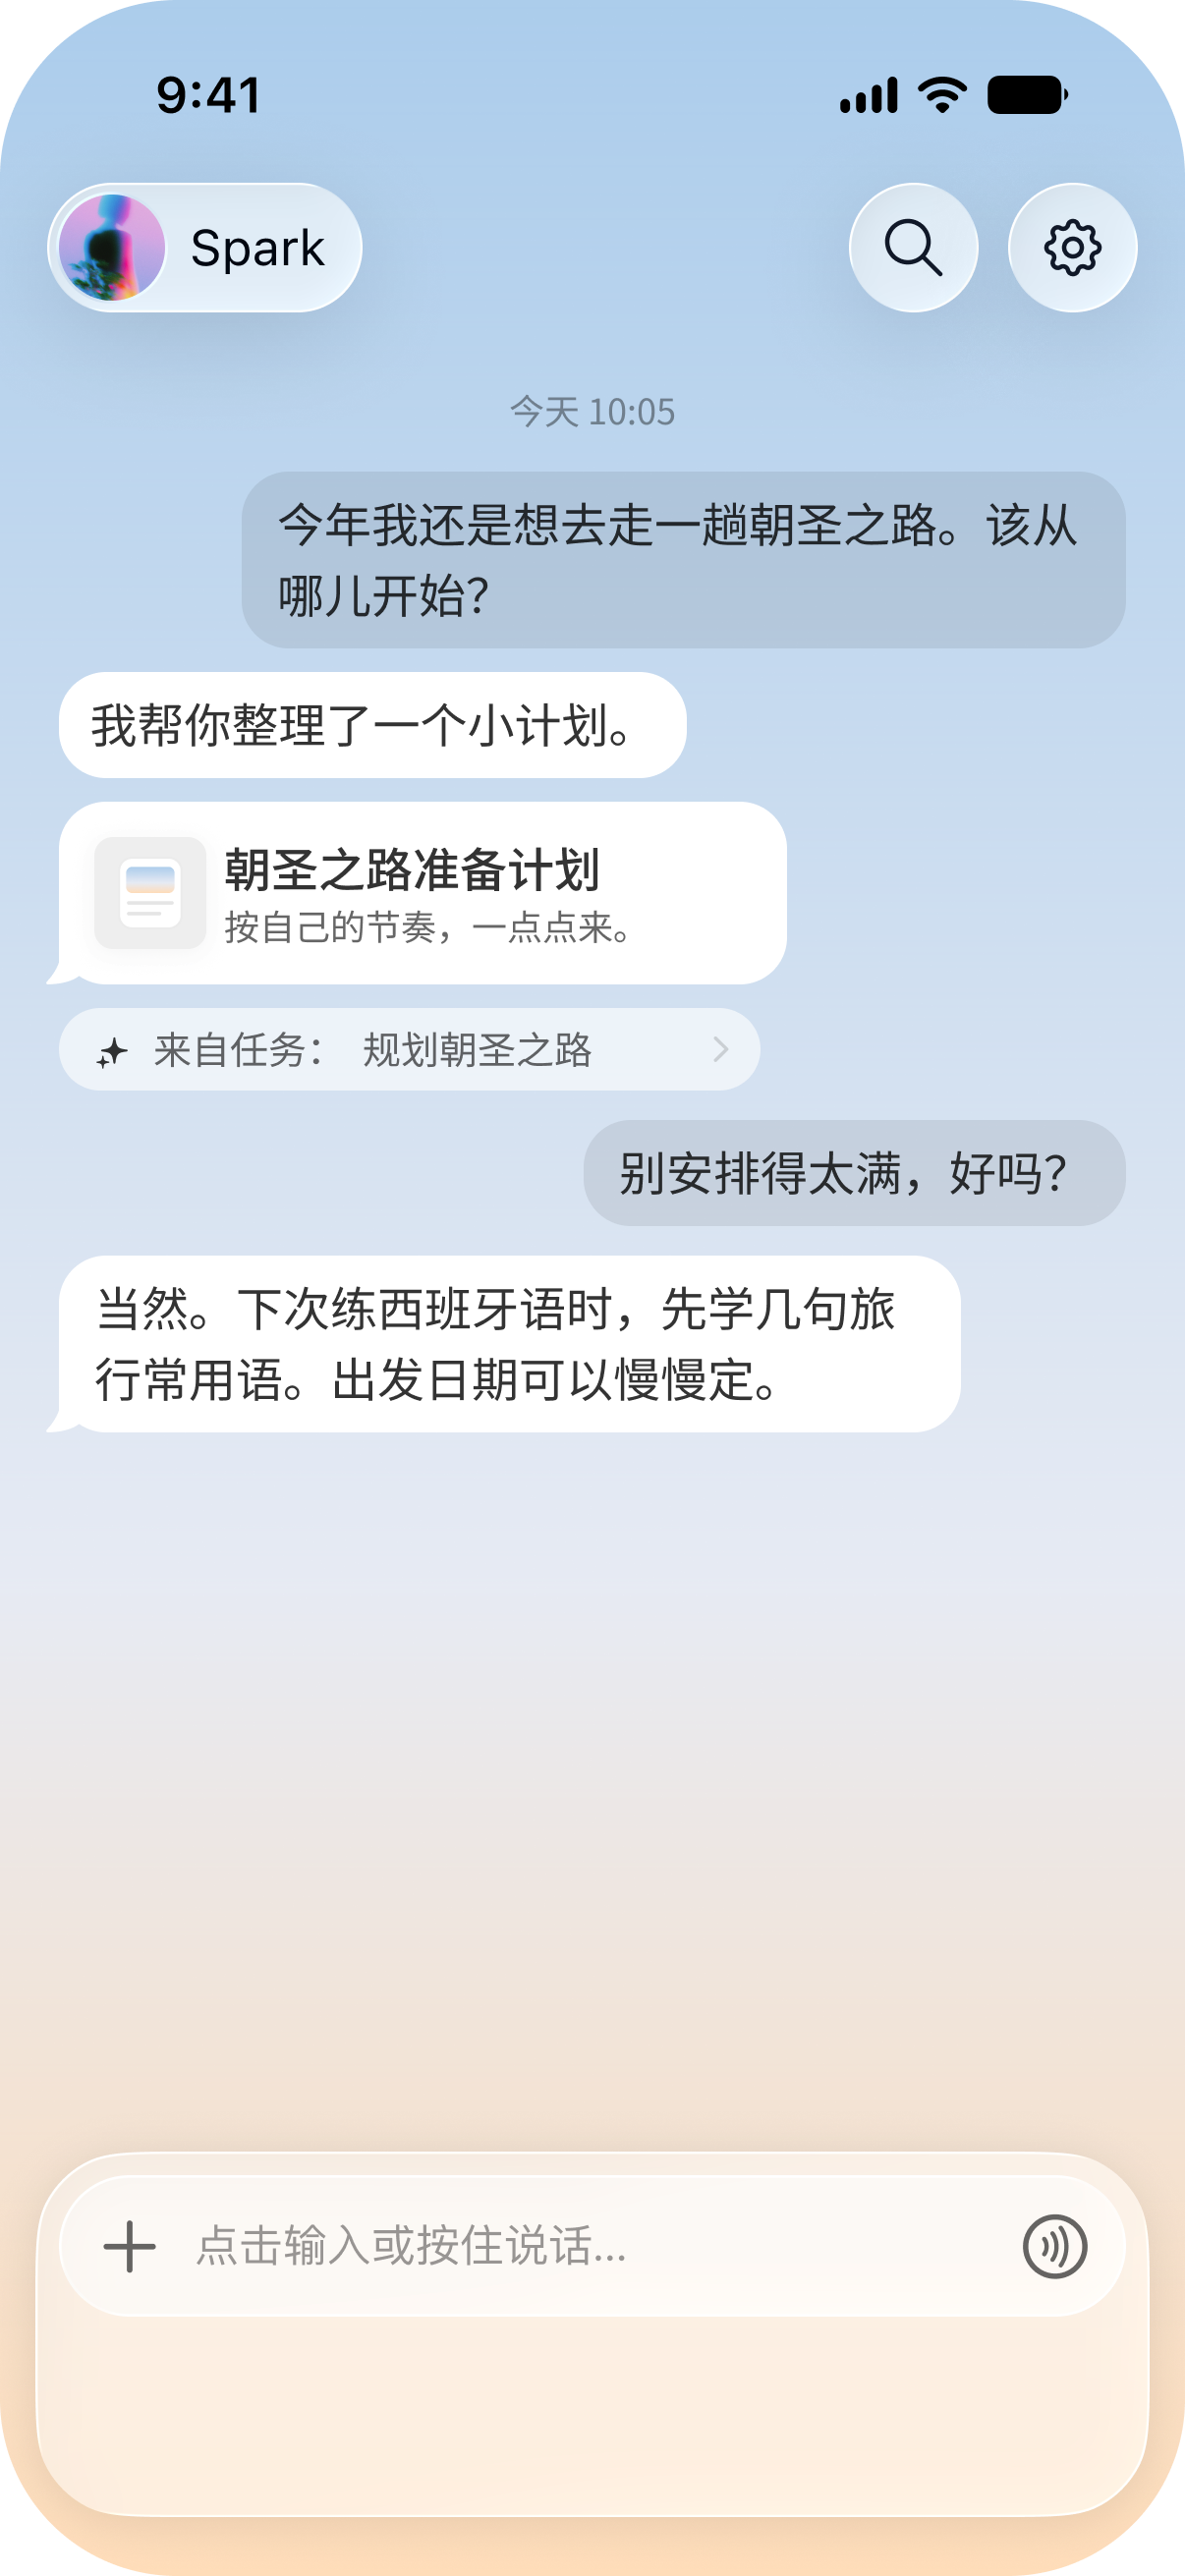 9:41
Spark
今天 10:05
今年我还是想去走一趟朝圣之路。该从
哪儿开始？
我帮你整理了一个小计划。
朝圣之路准备计划
按自己的节奏，一点点来。
来自任务： 规划朝圣之路
别安排得太满，好吗？
当然。下次练西班牙语时，先学几句旅
行常用语。出发日期可以慢慢定。
点击输入或按住说话...